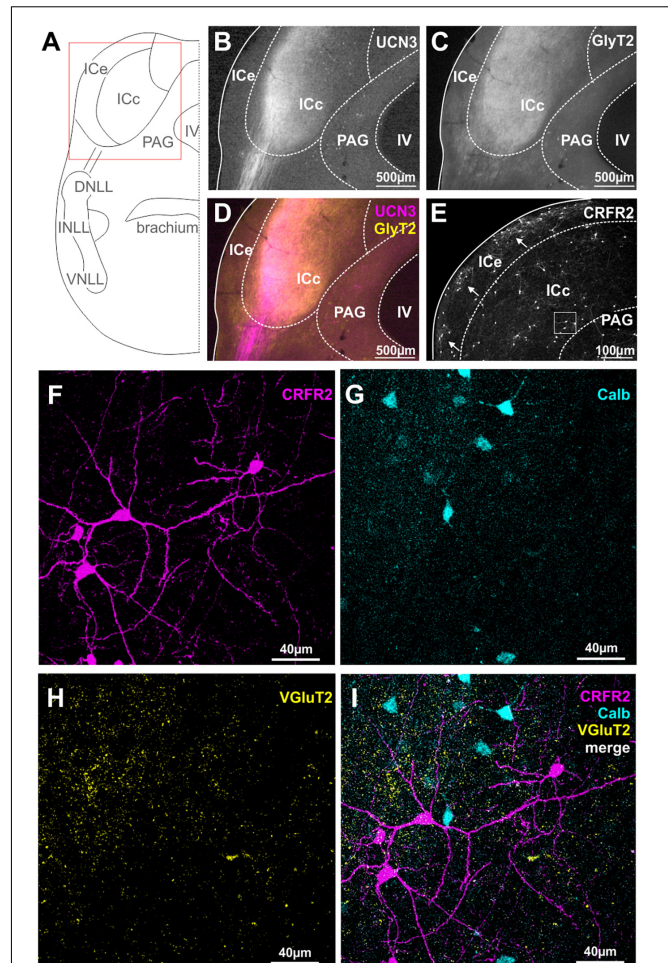 A
ICe
ICc
PAG
IV
DNLL
INLL
VNLL
brachium
B
UCN3
ICe
ICc
PAG
IV
500µm
C
GlyT2
ICe
ICc
PAG
IV
500µm
D
UCN3
GlyT2
ICe
ICc
PAG
IV
500µm
E
CRFR2
ICe
ICc
PAG
100µm
F
CRFR2
40µm
G
Calb
40µm
H
VGluT2
40µm
I
CRFR2
Calb
VGluT2
merge
40µm